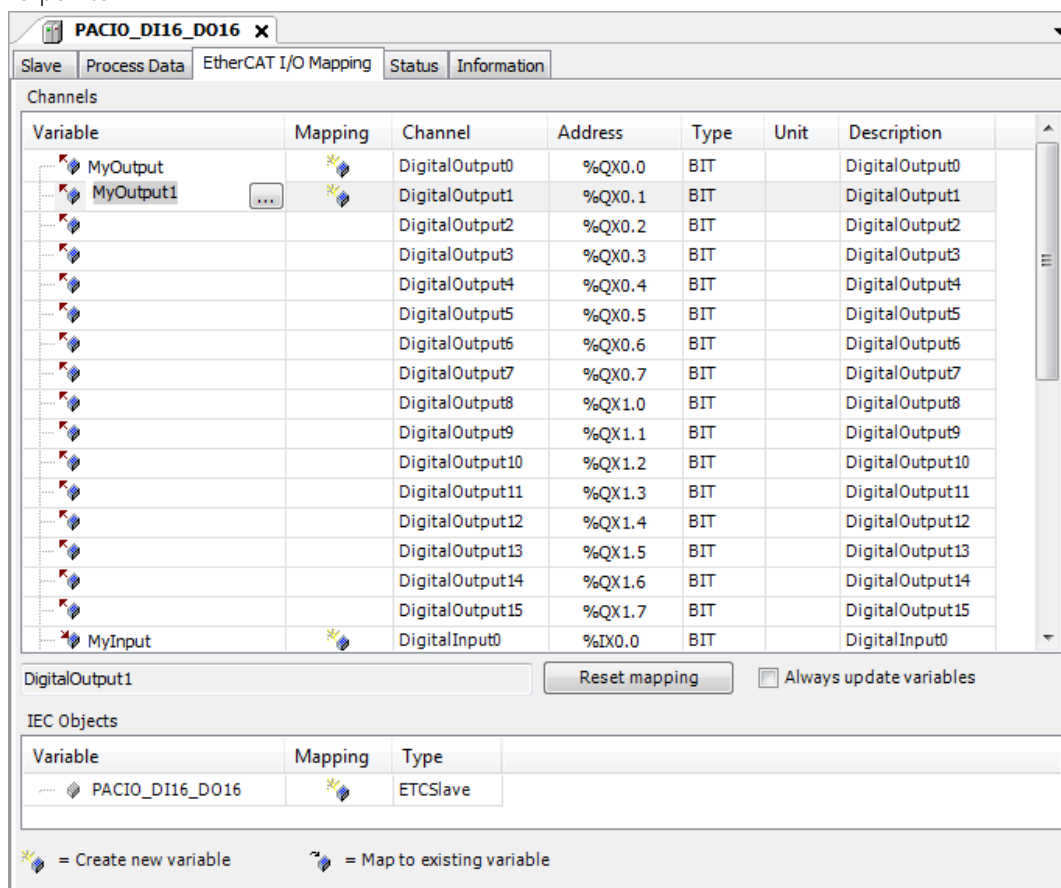 PACIO_DI16_DO16 x
Slave Process Data EtherCAT I/O Mapping Status Information
Channels
Variable Mapping Channel Address Type Unit Description
MyOutput DigitalOutput0 %QX0.0 BIT DigitalOutput0
MyOutput1 ... DigitalOutput1 %QX0.1 BIT DigitalOutput1
DigitalOutput2 %QX0.2 BIT DigitalOutput2
DigitalOutput3 %QX0.3 BIT DigitalOutput3
DigitalOutput4 %QX0.4 BIT DigitalOutput4
DigitalOutput5 %QX0.5 BIT DigitalOutput5
DigitalOutput6 %QX0.6 BIT DigitalOutput6
DigitalOutput7 %QX0.7 BIT DigitalOutput7
DigitalOutput8 %QX1.0 BIT DigitalOutput8
DigitalOutput9 %QX1.1 BIT DigitalOutput9
DigitalOutput10 %QX1.2 BIT DigitalOutput10
DigitalOutput11 %QX1.3 BIT DigitalOutput11
DigitalOutput12 %QX1.4 BIT DigitalOutput12
DigitalOutput13 %QX1.5 BIT DigitalOutput13
DigitalOutput14 %QX1.6 BIT DigitalOutput14
DigitalOutput15 %QX1.7 BIT DigitalOutput15
MyInput DigitalInput0 %IX0.0 BIT DigitalInput0
DigitalOutput1 Reset mapping Always update variables
IEC Objects
Variable Mapping Type
PACIO_DI16_DO16 ETCSlave
= Create new variable = Map to existing variable